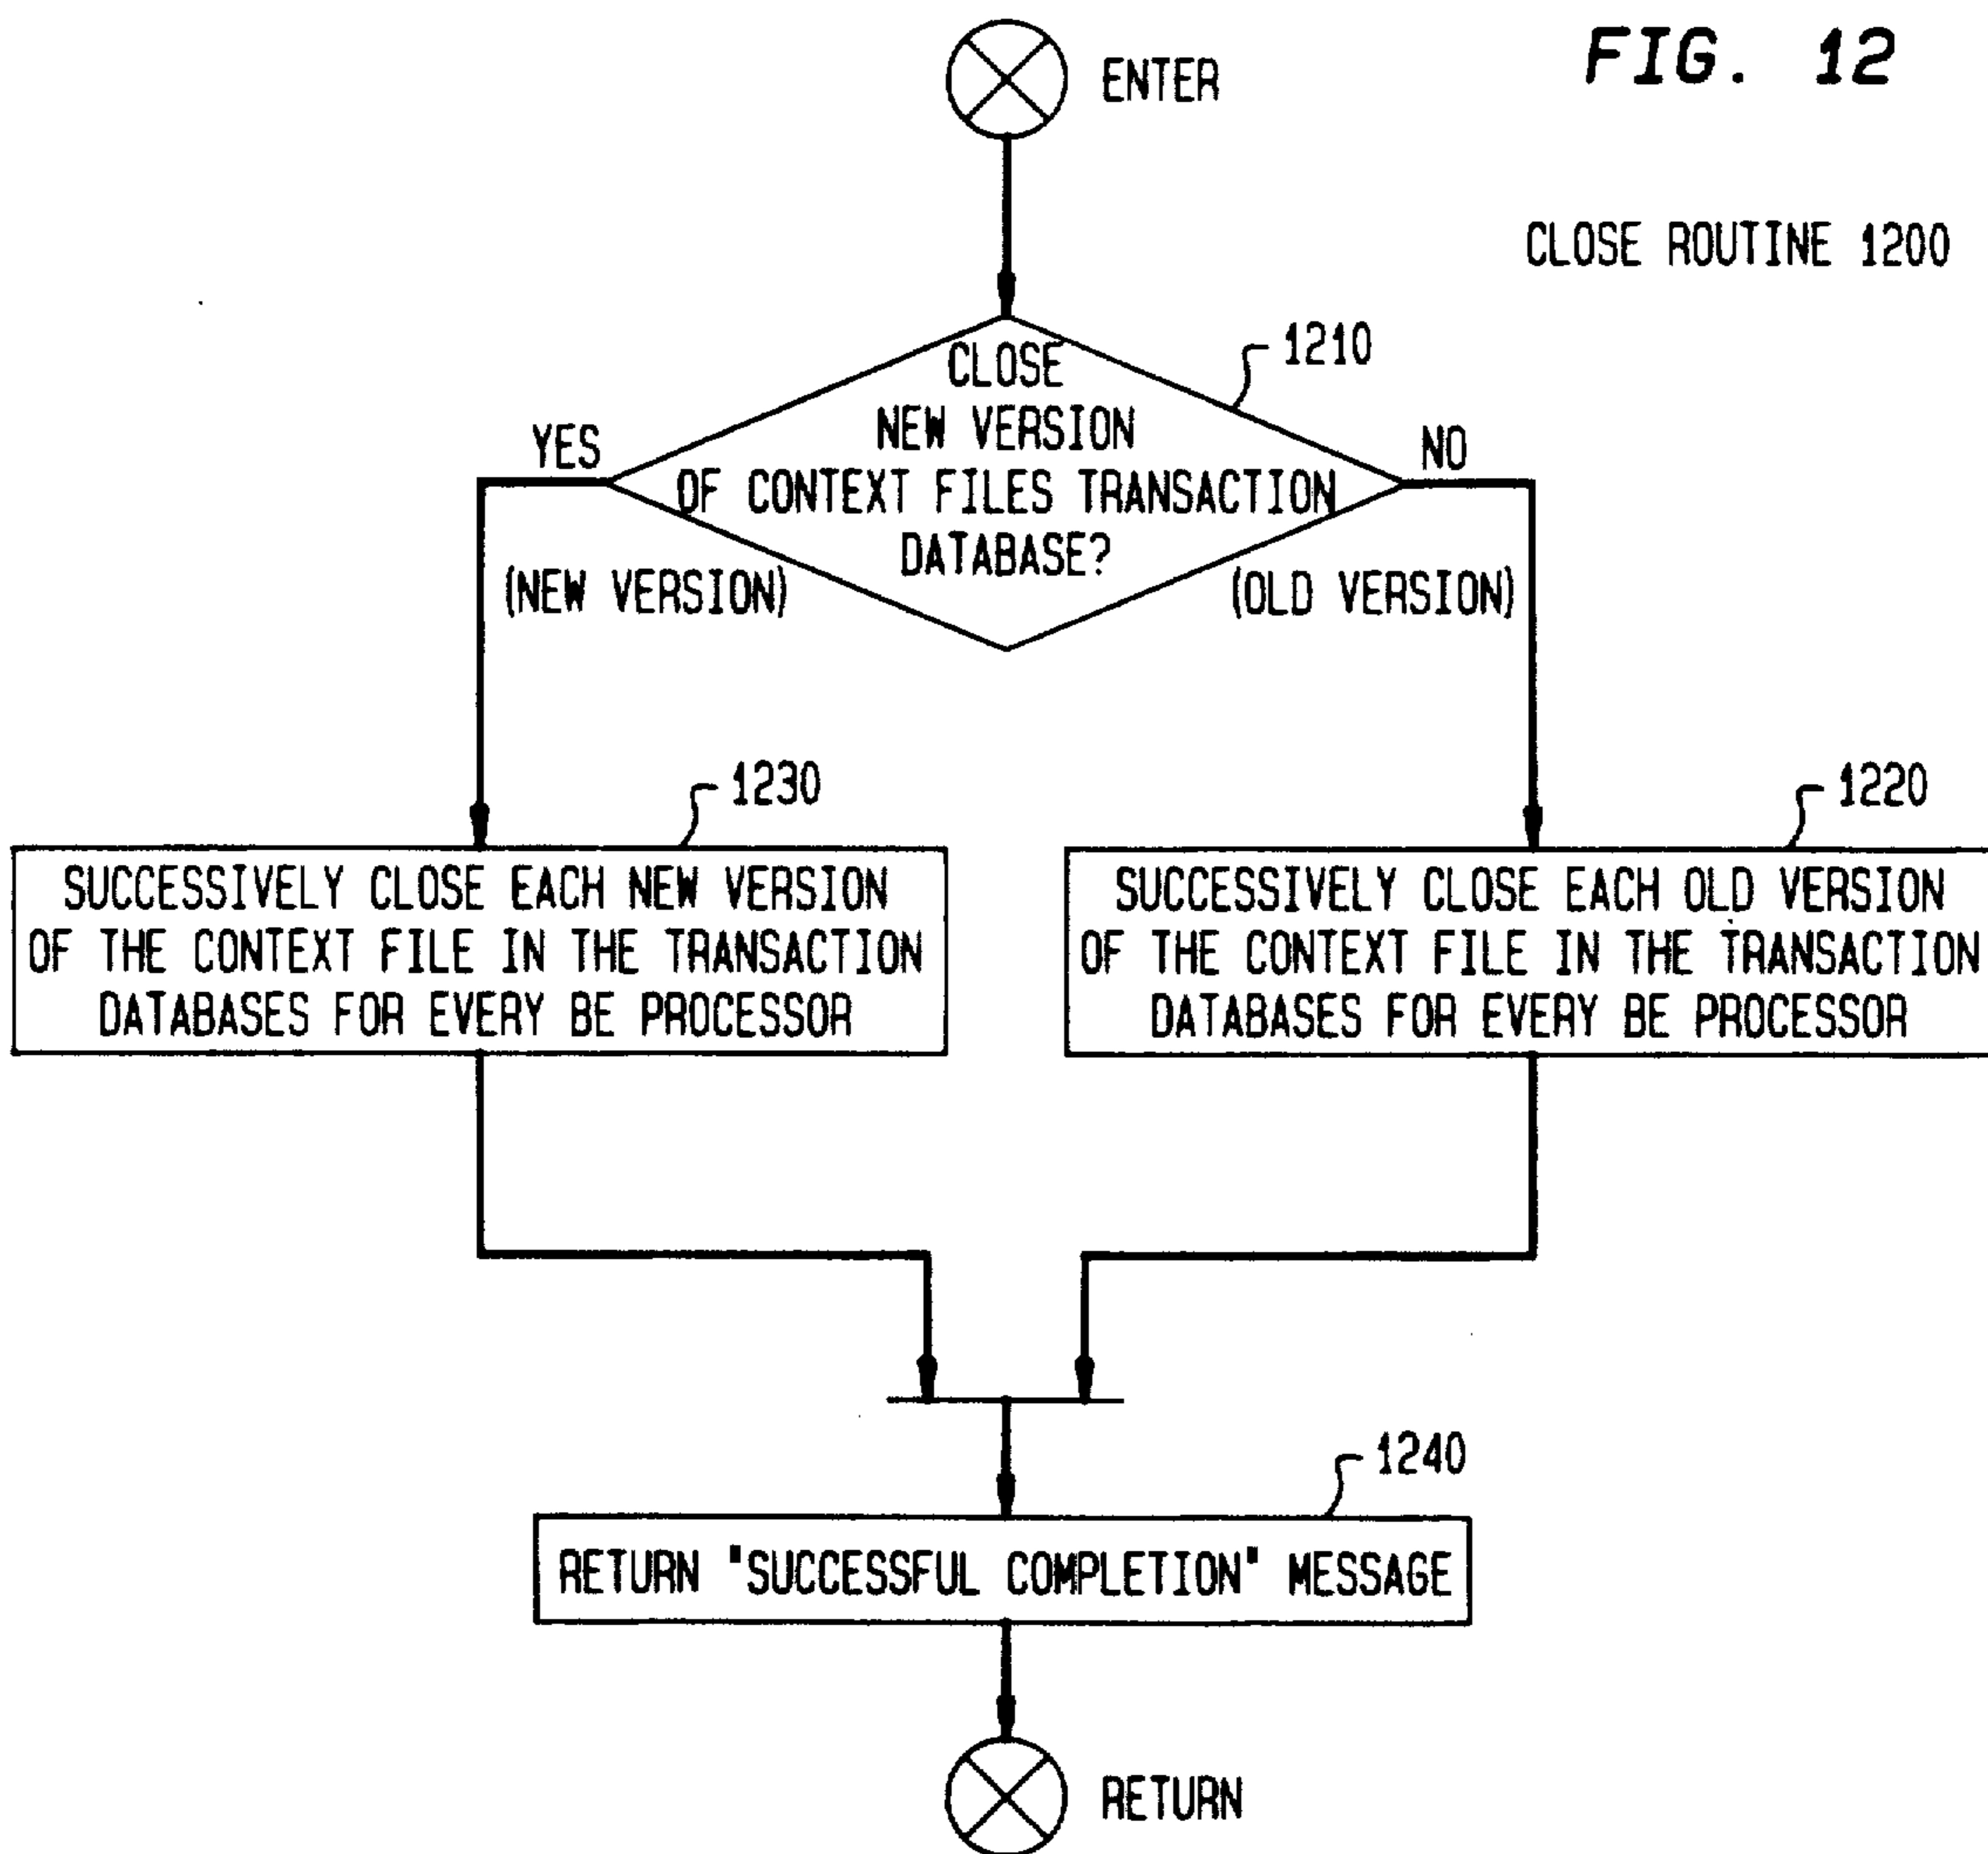 FIG. 12
ENTER
CLOSE ROUTINE 1200
1210
CLOSE
NEW VERSION
OF CONTEXT FILES TRANSACTION
DATABASE?
YES
NO
(NEW VERSION)
(OLD VERSION)
1230
SUCCESSIVELY CLOSE EACH NEW VERSION
OF THE CONTEXT FILE IN THE TRANSACTION
DATABASES FOR EVERY BE PROCESSOR
1220
SUCCESSIVELY CLOSE EACH OLD VERSION
OF THE CONTEXT FILE IN THE TRANSACTION
DATABASES FOR EVERY BE PROCESSOR
1240
RETURN "SUCCESSFUL COMPLETION" MESSAGE
RETURN